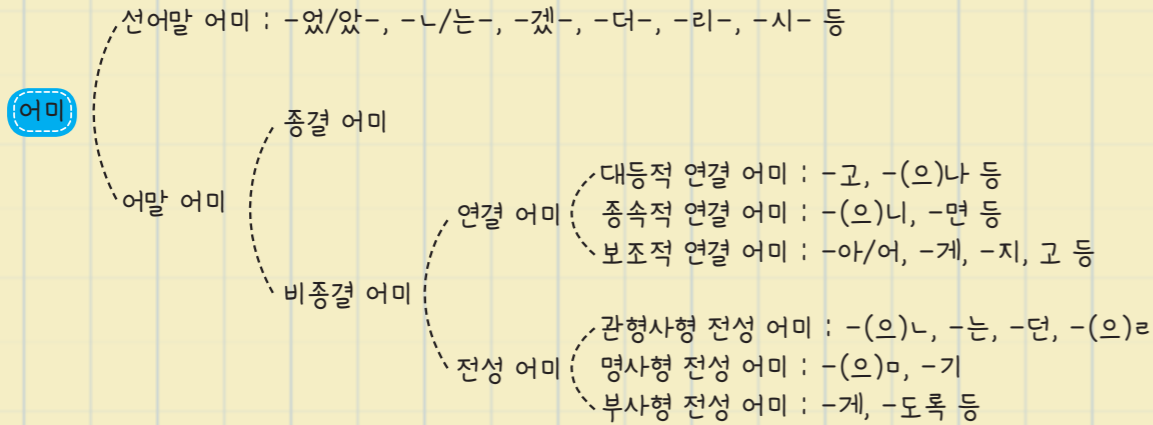 선어말 어미 : -었/았-, -ㄴ/는-, -겠-, -더-, -리-, -시- 등
어미
종결 어미
어말 어미
대등적 연결 어미 : -고, -(으)나 등
연결 어미
종속적 연결 어미 : -(으)니, -면 등
보조적 연결 어미 : -아/어, -게, -지, 고 등
비종결 어미
관형사형 전성 어미 : -(으)ㄴ, -는, -던, -(으)ㄹ
전성 어미
명사형 전성 어미 : -(으)ㅁ, -기
부사형 전성 어미 : -게, -도록 등